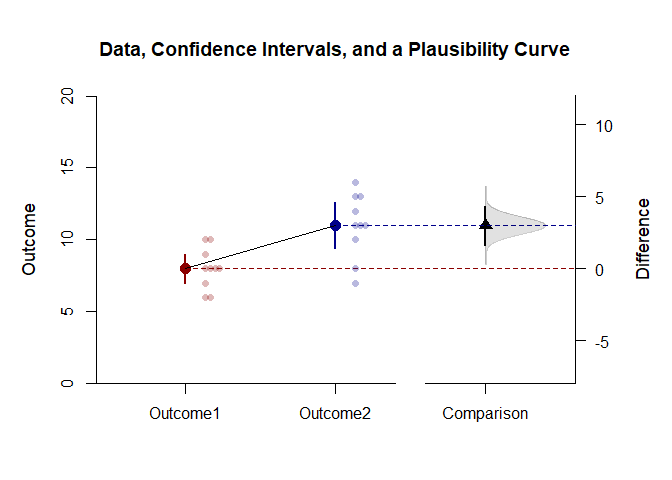 Data, Confidence Intervals, and a Plausibility Curve
Outcome
20
15
10
5
0
Outcome1
Outcome2
Comparison
10
5
0
-5
Difference